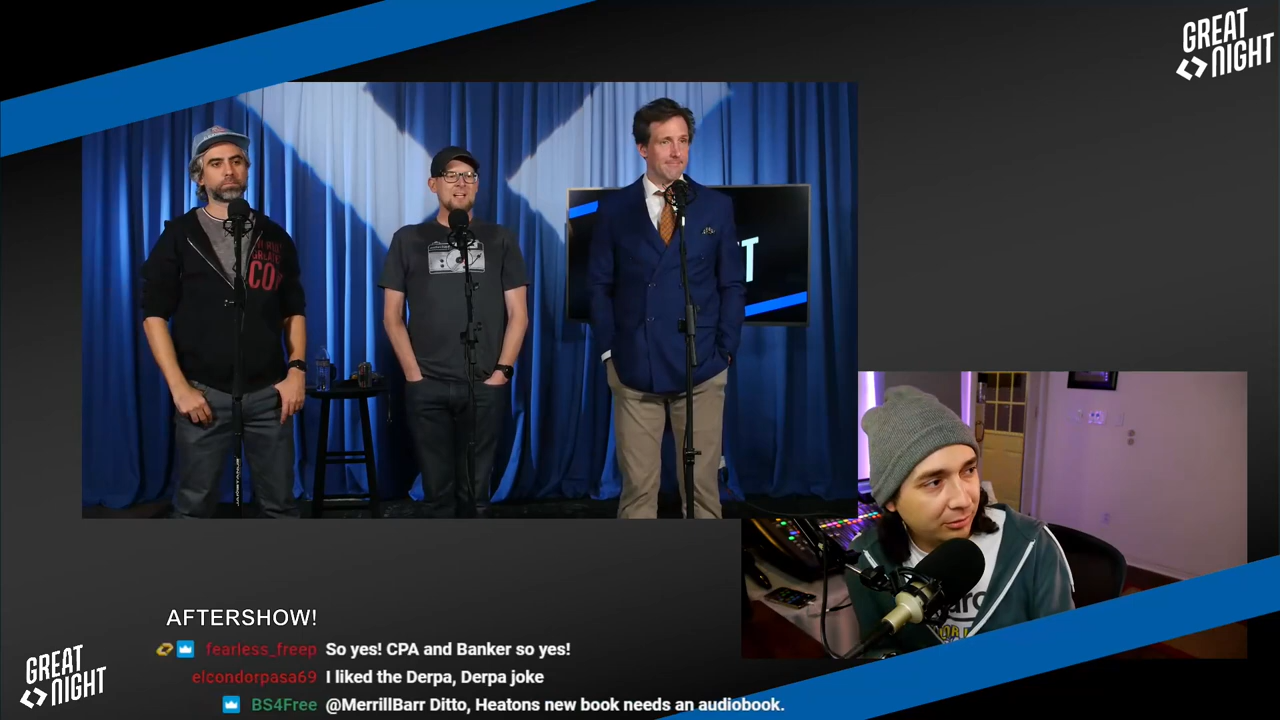 GREAT
NIGHT
COM
T
AFTERSHOW!
fearless_freep So yes! CPA and Banker so yes!
elcondorpasa69 I liked the Derpa, Derpa joke
BS4Free @MerrillBarr Ditto, Heatons new book needs an audiobook.
GREAT
NIGHT